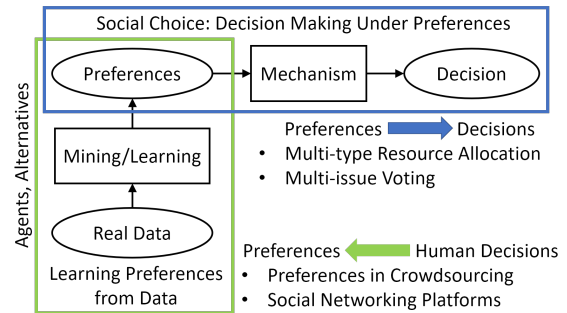 Social Choice: Decision Making Under Preferences
Preferences
Mechanism
Decision
Agents, Alternatives
Mining/Learning
Real Data
Learning Preferences
from Data
Preferences Decisions
• Multi-type Resource Allocation
• Multi-issue Voting
Preferences Human Decisions
• Preferences in Crowdsourcing
• Social Networking Platforms